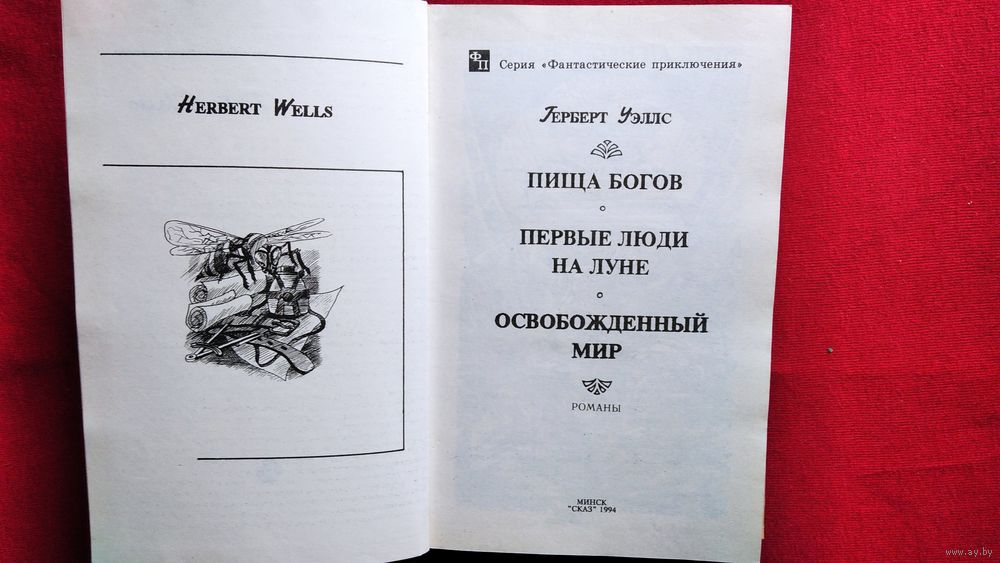 HERBERT WELLS
ФП Серия «Фантастические приключения»
ГЕРБЕРТ УЭЛЛС
ПИЩА БОГОВ
ПЕРВЫЕ ЛЮДИ
НА ЛУНЕ
ОСВОБОЖДЕННЫЙ
МИР
РОМАНЫ
МИНСК
"СКАЗ" 1994
www.ay.by